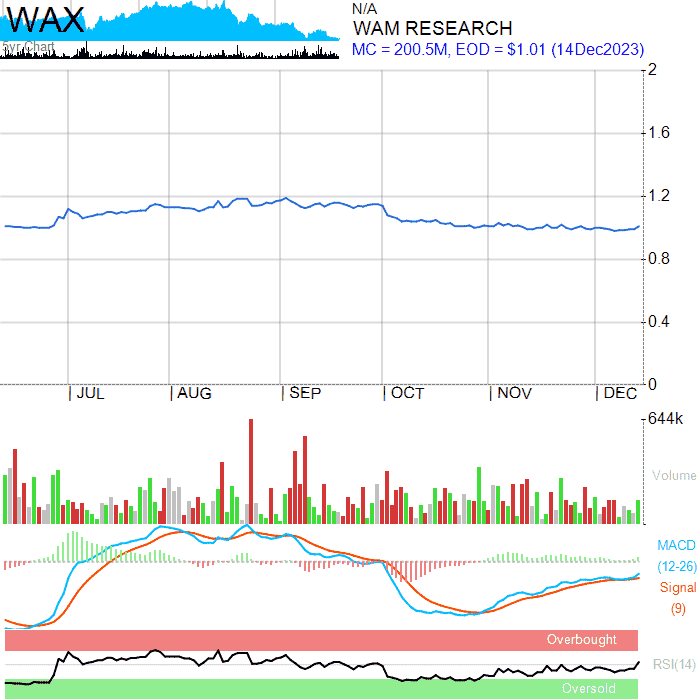 WAX
5yr Chart
N/A
WAM RESEARCH
MC = 200.5M, EOD = $1.01 (14Dec2023)
2
1.6
1.2
0.8
0.4
0
JUL AUG SEP OCT NOV DEC
644k
Volume
MACD
(12-26)
Signal
(9)
Overbought
RSI(14)
Oversold